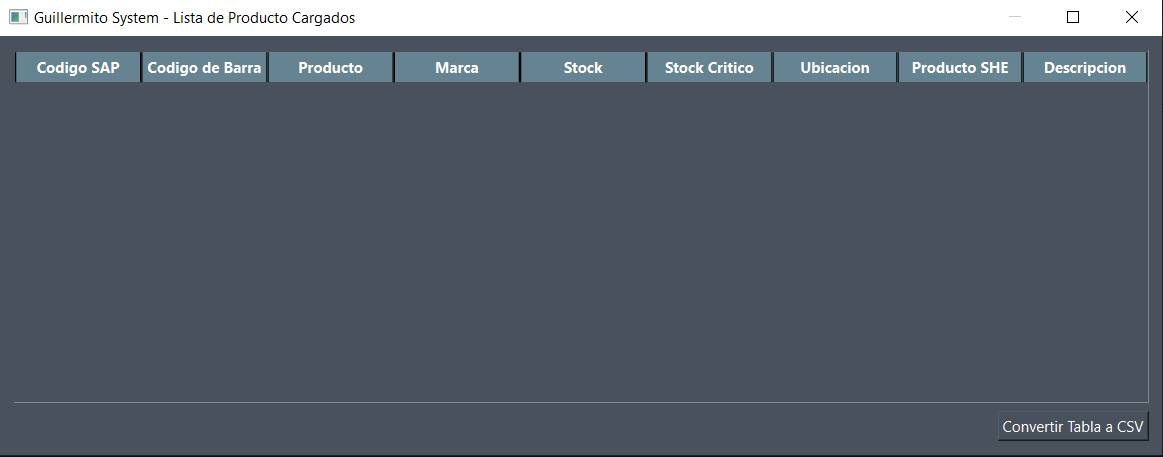 Guillermito System - Lista de Producto Cargados
Codigo SAP Codigo de Barra Producto Marca Stock Stock Critico Ubicacion Producto SHE Descripcion
Convertir Tabla a CSV